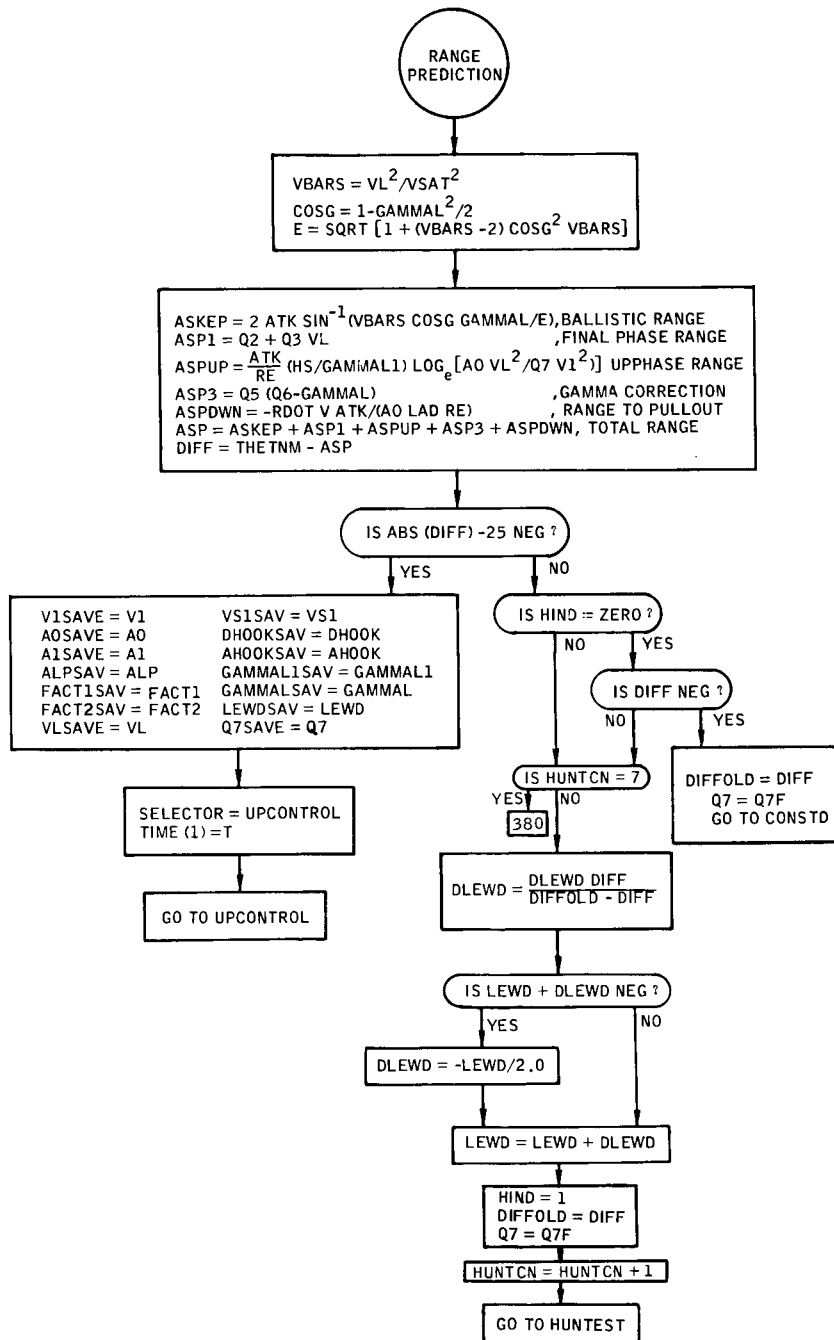 RANGE
PREDICTION
VBARS = VL²/VSAT²
COSG = 1-GAMMAL²/2
E = SQRT [1 + (VBARS -2) COSG² VBARS]
ASKEP = 2 ATK SIN⁻¹ (VBARS COSG GAMMAL/E), BALLISTIC RANGE
ASP1 = Q2 + Q3 VL ,FINAL PHASE RANGE
ASPUP = ATK/RE (HS/GAMMAL1) LOGₑ [AO VL²/Q7 V1²)] UPPHASE RANGE
ASP3 = Q5 (Q6-GAMMAL) ,GAMMA CORRECTION
ASPDWN = -RDOT V ATK/(AO LAD RE) , RANGE TO PULLOUT
ASP = ASKEP + ASP1 + ASPUP + ASP3 + ASPDWN, TOTAL RANGE
DIFF = THETNM - ASP
IS ABS (DIFF) -25 NEG ?
YES
NO
V1SAVE = V1 VS1SAV = VS1
AOSAVE = AO DHOOKSAV = DHOOK
A1SAVE = A1 AHOOKSAV = AHOOK
ALPSAV = ALP GAMMAL1SAV = GAMMAL1
FACT1SAV = FACT1 GAMMALSAV = GAMMAL
FACT2SAV = FACT2 LEWDSAV = LEWD
VLSAVE = VL Q7SAVE = Q7
SELECTOR = UPCONTROL
TIME (1) = T
GO TO UPCONTROL
IS HIND = ZERO ?
NO
YES
IS DIFF NEG ?
NO
YES
DIFFOLD = DIFF
Q7 = Q7F
GO TO CONSTD
IS HUNTCN = 7
YES
NO
380
DLEWD = DLEWD DIFF / DIFFOLD - DIFF
IS LEWD + DLEWD NEG ?
YES
NO
DLEWD = -LEWD/2.0
LEWD = LEWD + DLEWD
HIND = 1
DIFFOLD = DIFF
Q7 = Q7F
HUNTCN = HUNTCN +1
GO TO HUNTEST